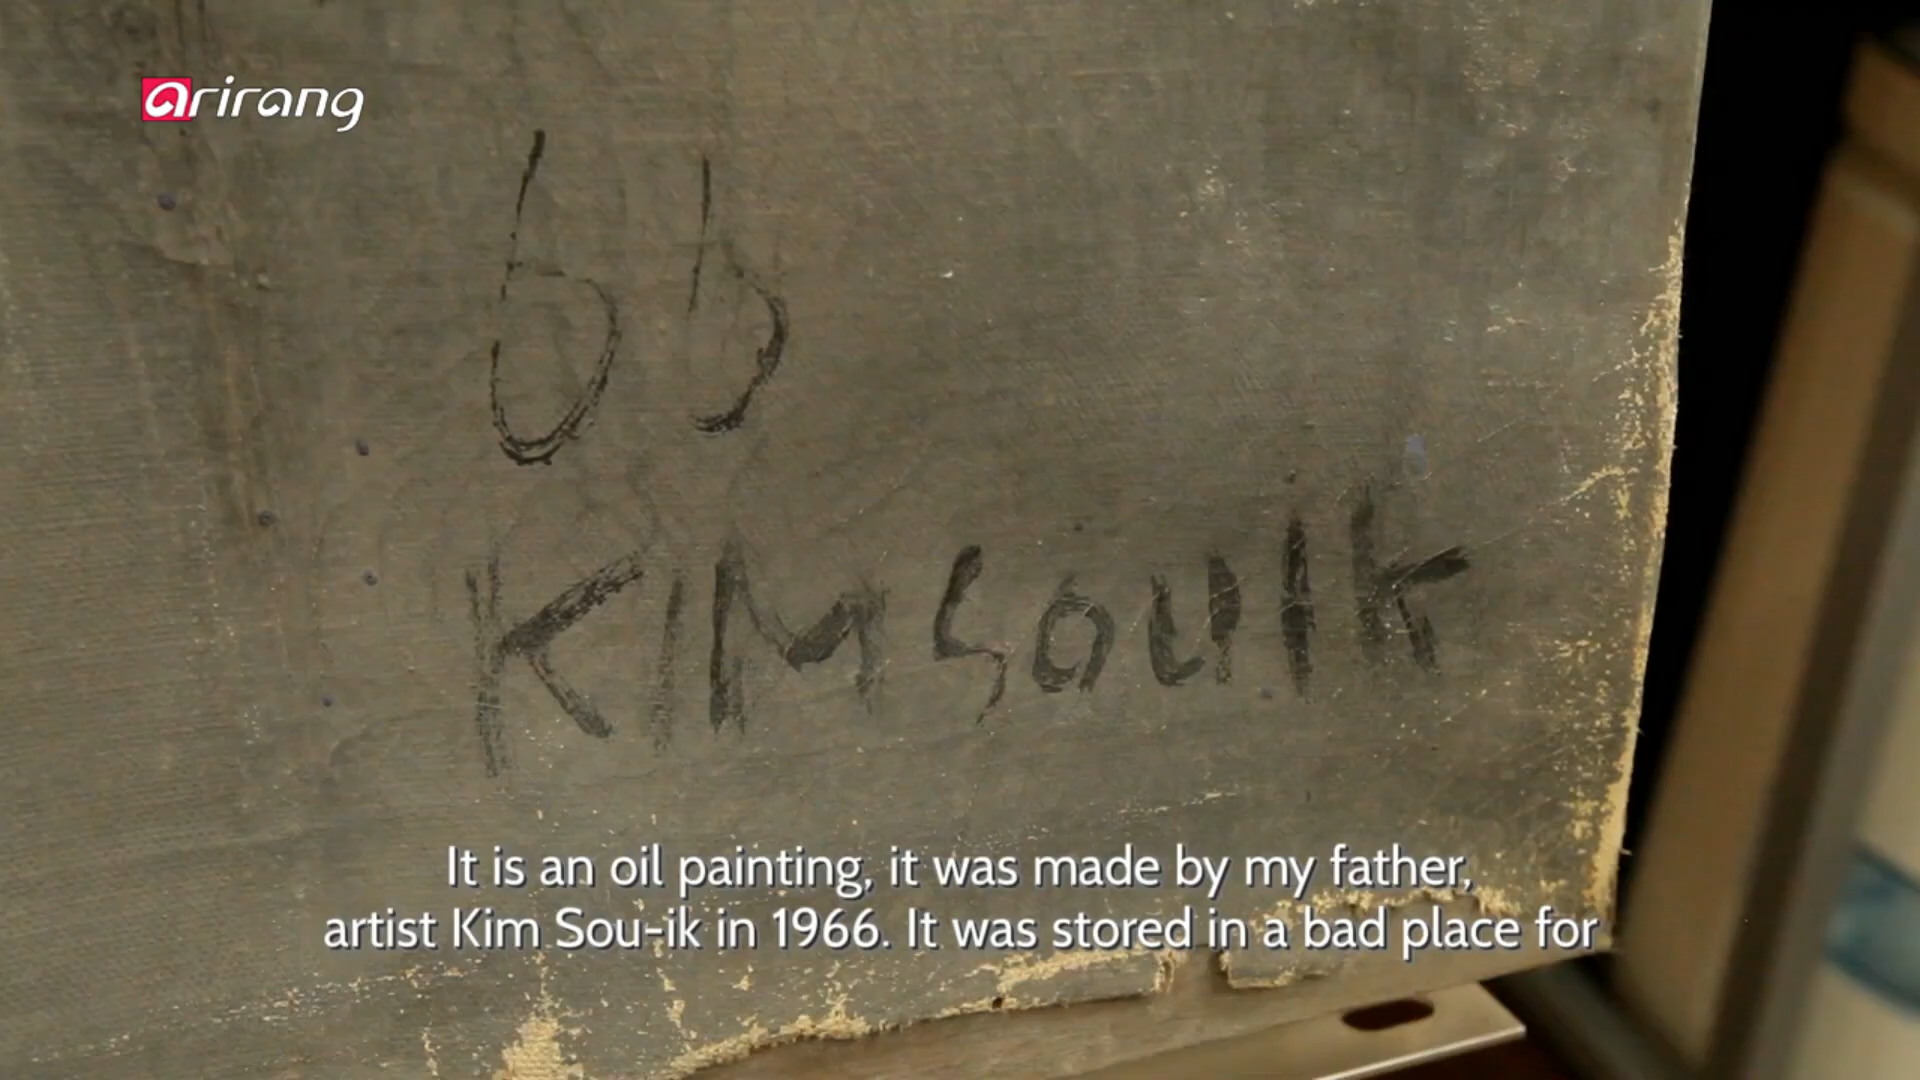 arirang
66
KIMSOUIK
It is an oil painting, it was made by my father,
artist Kim Sou-ik in 1966. It was stored in a bad place for